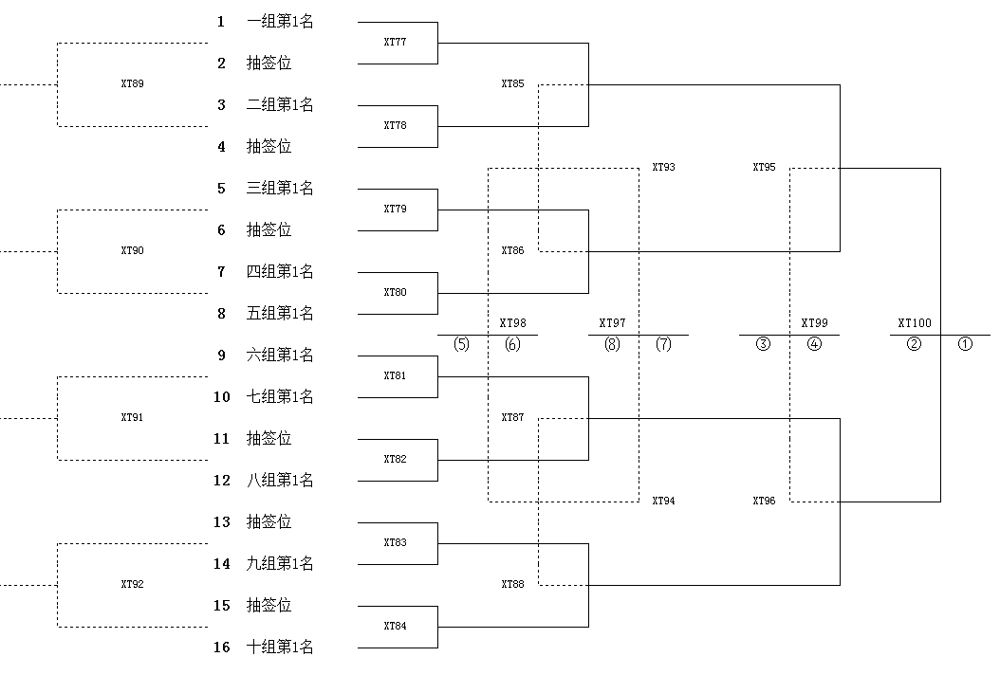 1 一组第1名
XT77
2 抽签位
XT89
XT85
3 二组第1名
XT78
4 抽签位
XT93
XT95
5 三组第1名
XT79
6 抽签位
XT90
XT86
7 四组第1名
XT80
8 五组第1名
XT98
XT97
XT99
XT100
⑤ ⑥
⑧ ⑦
③ ④
② ①
9 六组第1名
XT81
10 七组第1名
XT91
XT87
11 抽签位
XT82
12 八组第1名
XT94
XT96
13 抽签位
XT83
14 九组第1名
XT92
XT88
15 抽签位
XT84
16 十组第1名